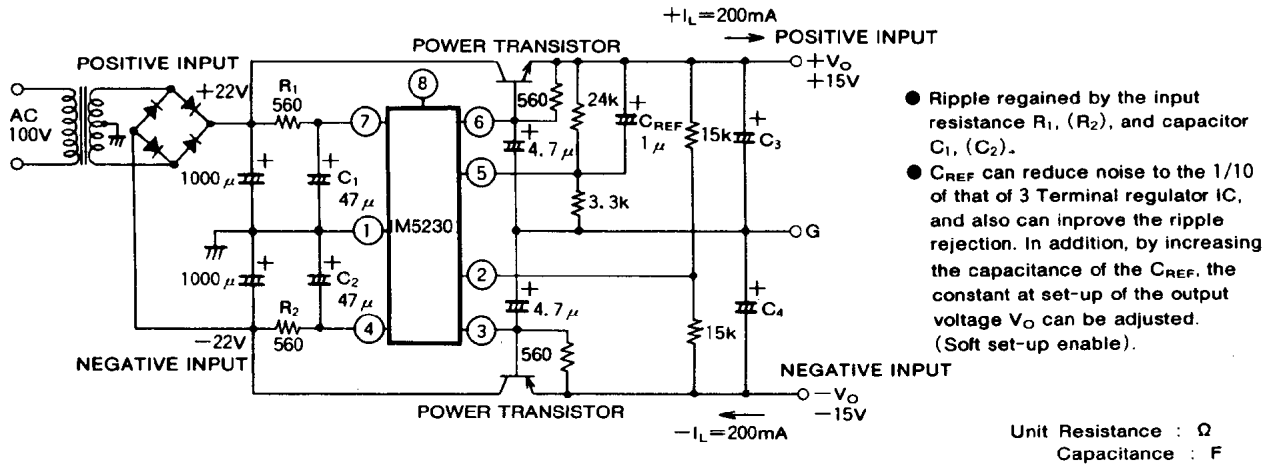 +IL=200mA
POSITIVE INPUT
POWER TRANSISTOR
+VO
+15V
POSITIVE INPUT
+22V
AC
100V
R1
560
8
7
6
560
24k
+
CREF
1μ
15k
+
C3
+
4.7μ
5
1000μ
+
+
C1
47μ
3.3k
1
IM5230
G
1000μ
+
+
C2
47μ
2
+
4.7μ
+
C4
R2
560
4
3
560
15k
−22V
NEGATIVE INPUT
NEGATIVE INPUT
−VO
−15V
POWER TRANSISTOR
−IL=200mA
● Ripple regained by the input
resistance R1, (R2), and capacitor
C1, (C2).
● CREF can reduce noise to the 1/10
of that of 3 Terminal regulator IC,
and also can inprove the ripple
rejection. In addition, by increasing
the capacitance of the CREF, the
constant at set-up of the output
voltage VO can be adjusted.
(Soft set-up enable).
Unit Resistance : Ω
Capacitance : F